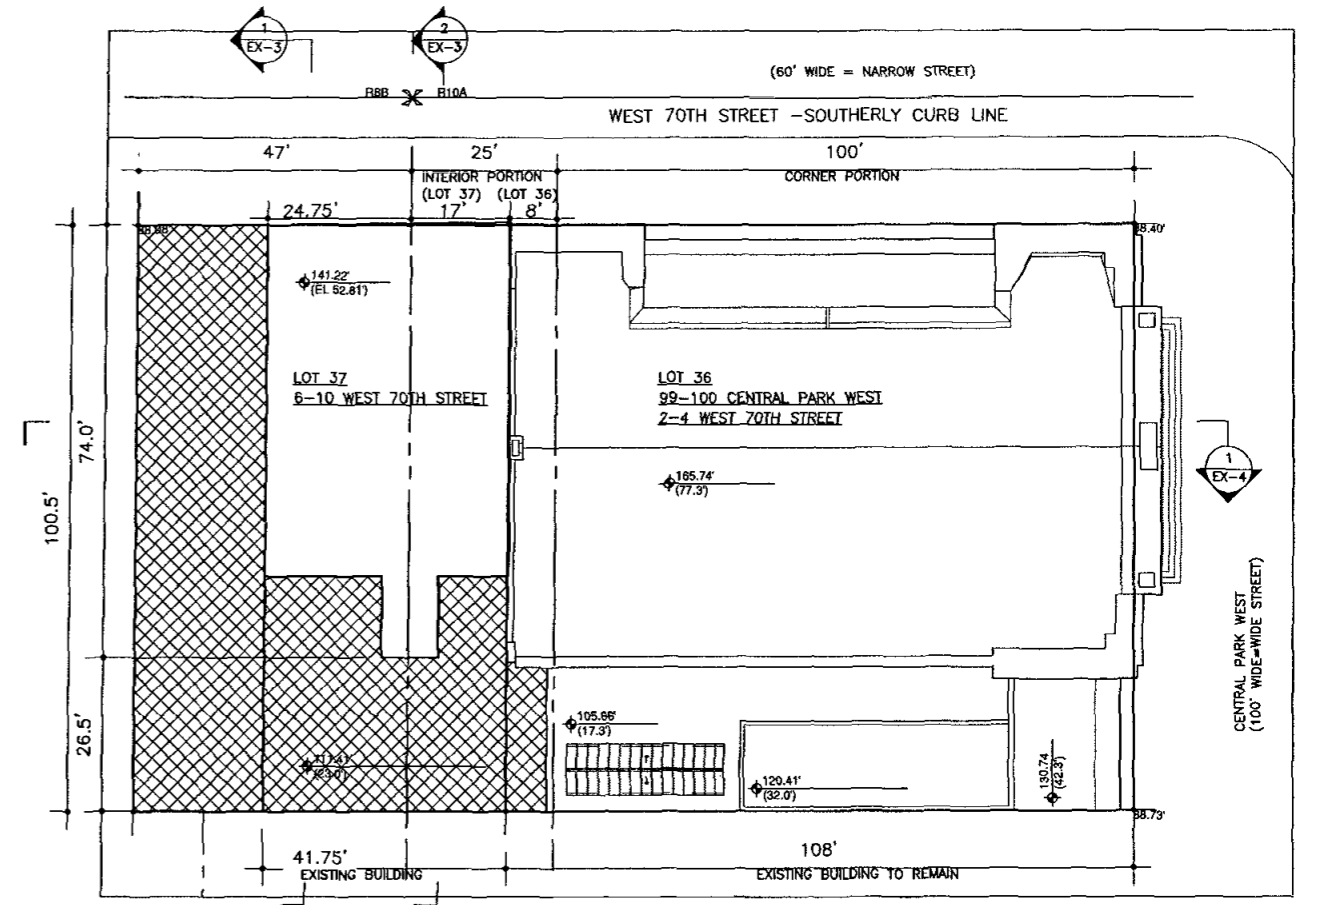 1
EX-3
2
EX-3
(60' WIDE = NARROW STREET)
R8B R10A
WEST 70TH STREET -SOUTHERLY CURB LINE
47' 25' 100'
INTERIOR PORTION
(LOT 37) (LOT 36)
CORNER PORTION
24.75' 17' 8'
88.40'
141.22'
(EL 52.81')
LOT 37
6-10 WEST 70TH STREET
LOT 36
99-100 CENTRAL PARK WEST
2-4 WEST 70TH STREET
74.0'
100.5'
165.74'
(77.3')
1
EX-4
CENTRAL PARK WEST
(100' WIDE=WIDE STREET)
26.5'
105.66'
(17.3')
(23.0')
120.41'
(32.0')
130.74
(42.3')
88.73'
41.75'
EXISTING BUILDING
108'
EXISTING BUILDING TO REMAIN